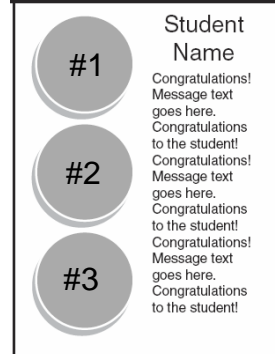 #1
#2
#3
Student
Name
Congratulations!
Message text
goes here.
Congratulations
to the student!
Congratulations!
Message text
goes here.
Congratulations
to the student!
Congratulations!
Message text
goes here.
Congratulations
to the student!